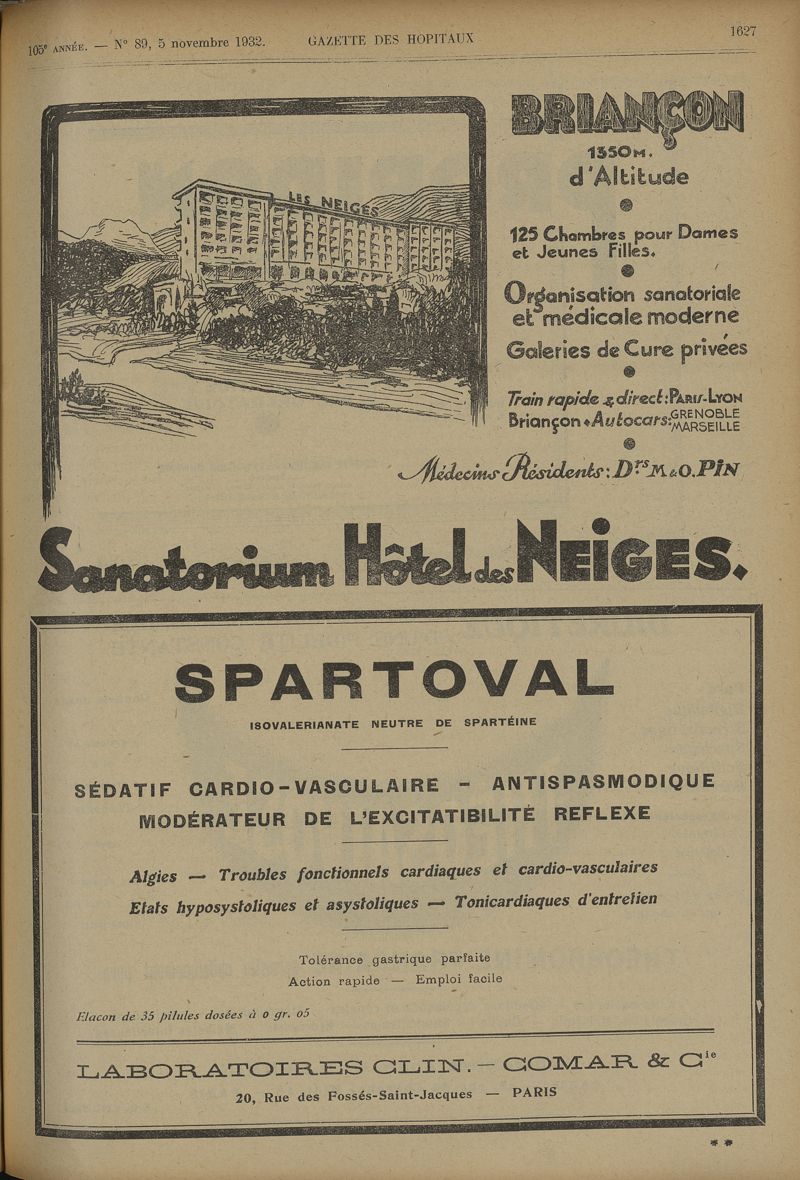 105e ANNÉE. — N° 89, 5 novembre 1932. GAZETTE DES HOPITAUX 1627
BRIANÇON
1350M.
d'Altitude
LES NEIGES
125 Chambres pour Dames
et Jeunes Filles.
Organisation sanatoriale
et médicale moderne
Galeries de Cure privées
Train rapide & direct: PARIS-LYON
Briançon Autocars: GRENOBLE
MARSEILLE
Médecins Résidents: Drs M & O. PIN
Sanatorium Hôtel des NEIGES.
SPARTOVAL
ISOVALERIANATE NEUTRE DE SPARTÉINE
SÉDATIF CARDIO-VASCULAIRE - ANTISPASMODIQUE
MODÉRATEUR DE L'EXCITATIBILITÉ REFLEXE
Algies — Troubles fonctionnels cardiaques et cardio-vasculaires
Etats hyposystoliques et asystoliques — Tonicardiaques d'entretien
Tolérance gastrique parfaite
Action rapide — Emploi facile
Flacon de 35 pilules dosées à 0 gr. 05
LABORATOIRES CLIN. — COMAR & Cie
20, Rue des Fossés-Saint-Jacques — PARIS
* *